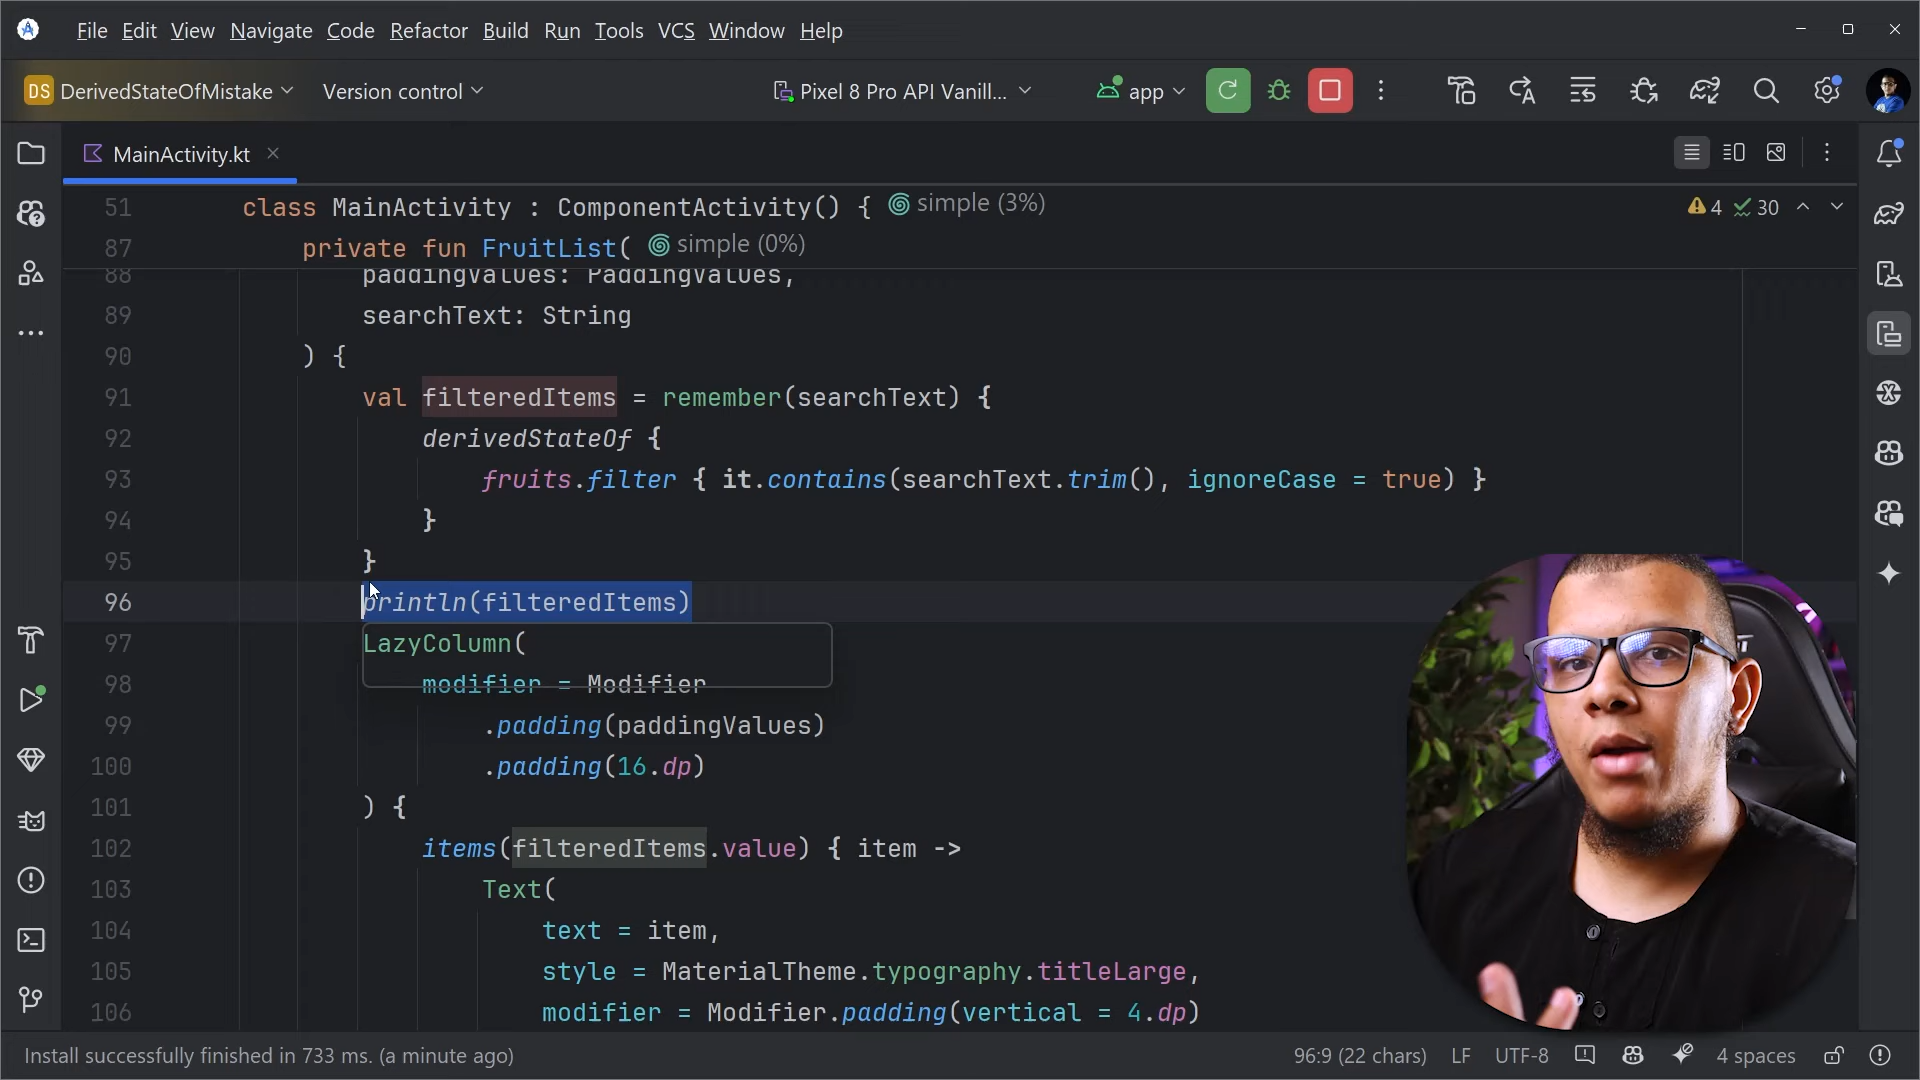 File Edit View Navigate Code Refactor Build Run Tools VCS Window Help
DS DerivedStateOfMistake Version control Pixel 8 Pro API Vanill... app
MainActivity.kt
51 class MainActivity : ComponentActivity() { simple (3%) 4 30
87 private fun FruitList( simple (0%)
88 paddingValues: PaddingValues,
89 searchText: String
90 ) {
91 val filteredItems = remember(searchText) {
92 derivedStateOf {
93 fruits.filter { it.contains(searchText.trim(), ignoreCase = true) }
94 }
95 }
96 println(filteredItems)
97 LazyColumn(
98 modifier = Modifier
99 .padding(paddingValues)
100 .padding(16.dp)
101 ) {
102 items(filteredItems.value) { item ->
103 Text(
104 text = item,
105 style = MaterialTheme.typography.titleLarge,
106 modifier = Modifier.padding(vertical = 4.dp)
Install successfully finished in 733 ms. (a minute ago) 96:9 (22 chars) LF UTF-8 4 spaces